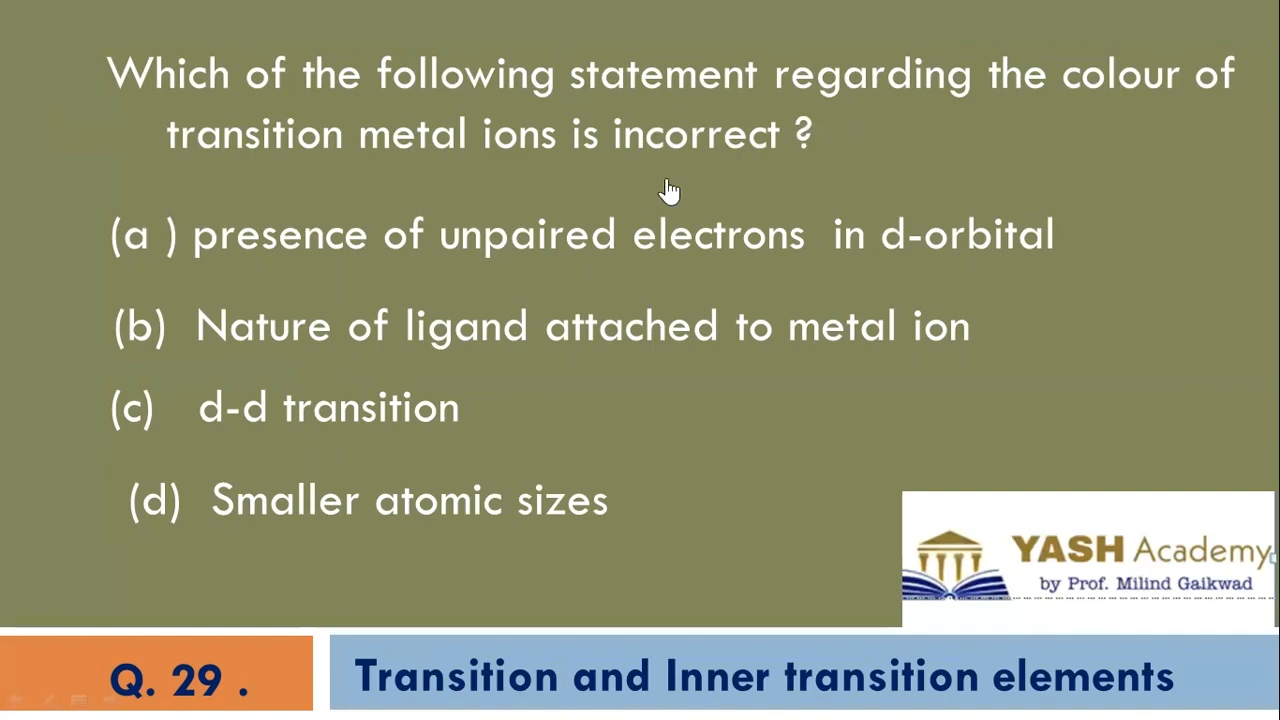 Which of the following statement regarding the colour of
transition metal ions is incorrect ?
(a ) presence of unpaired electrons in d-orbital
(b) Nature of ligand attached to metal ion
(c) d-d transition
(d) Smaller atomic sizes
YASH Academy
by Prof. Milind Gaikwad
Q. 29 .
Transition and Inner transition elements